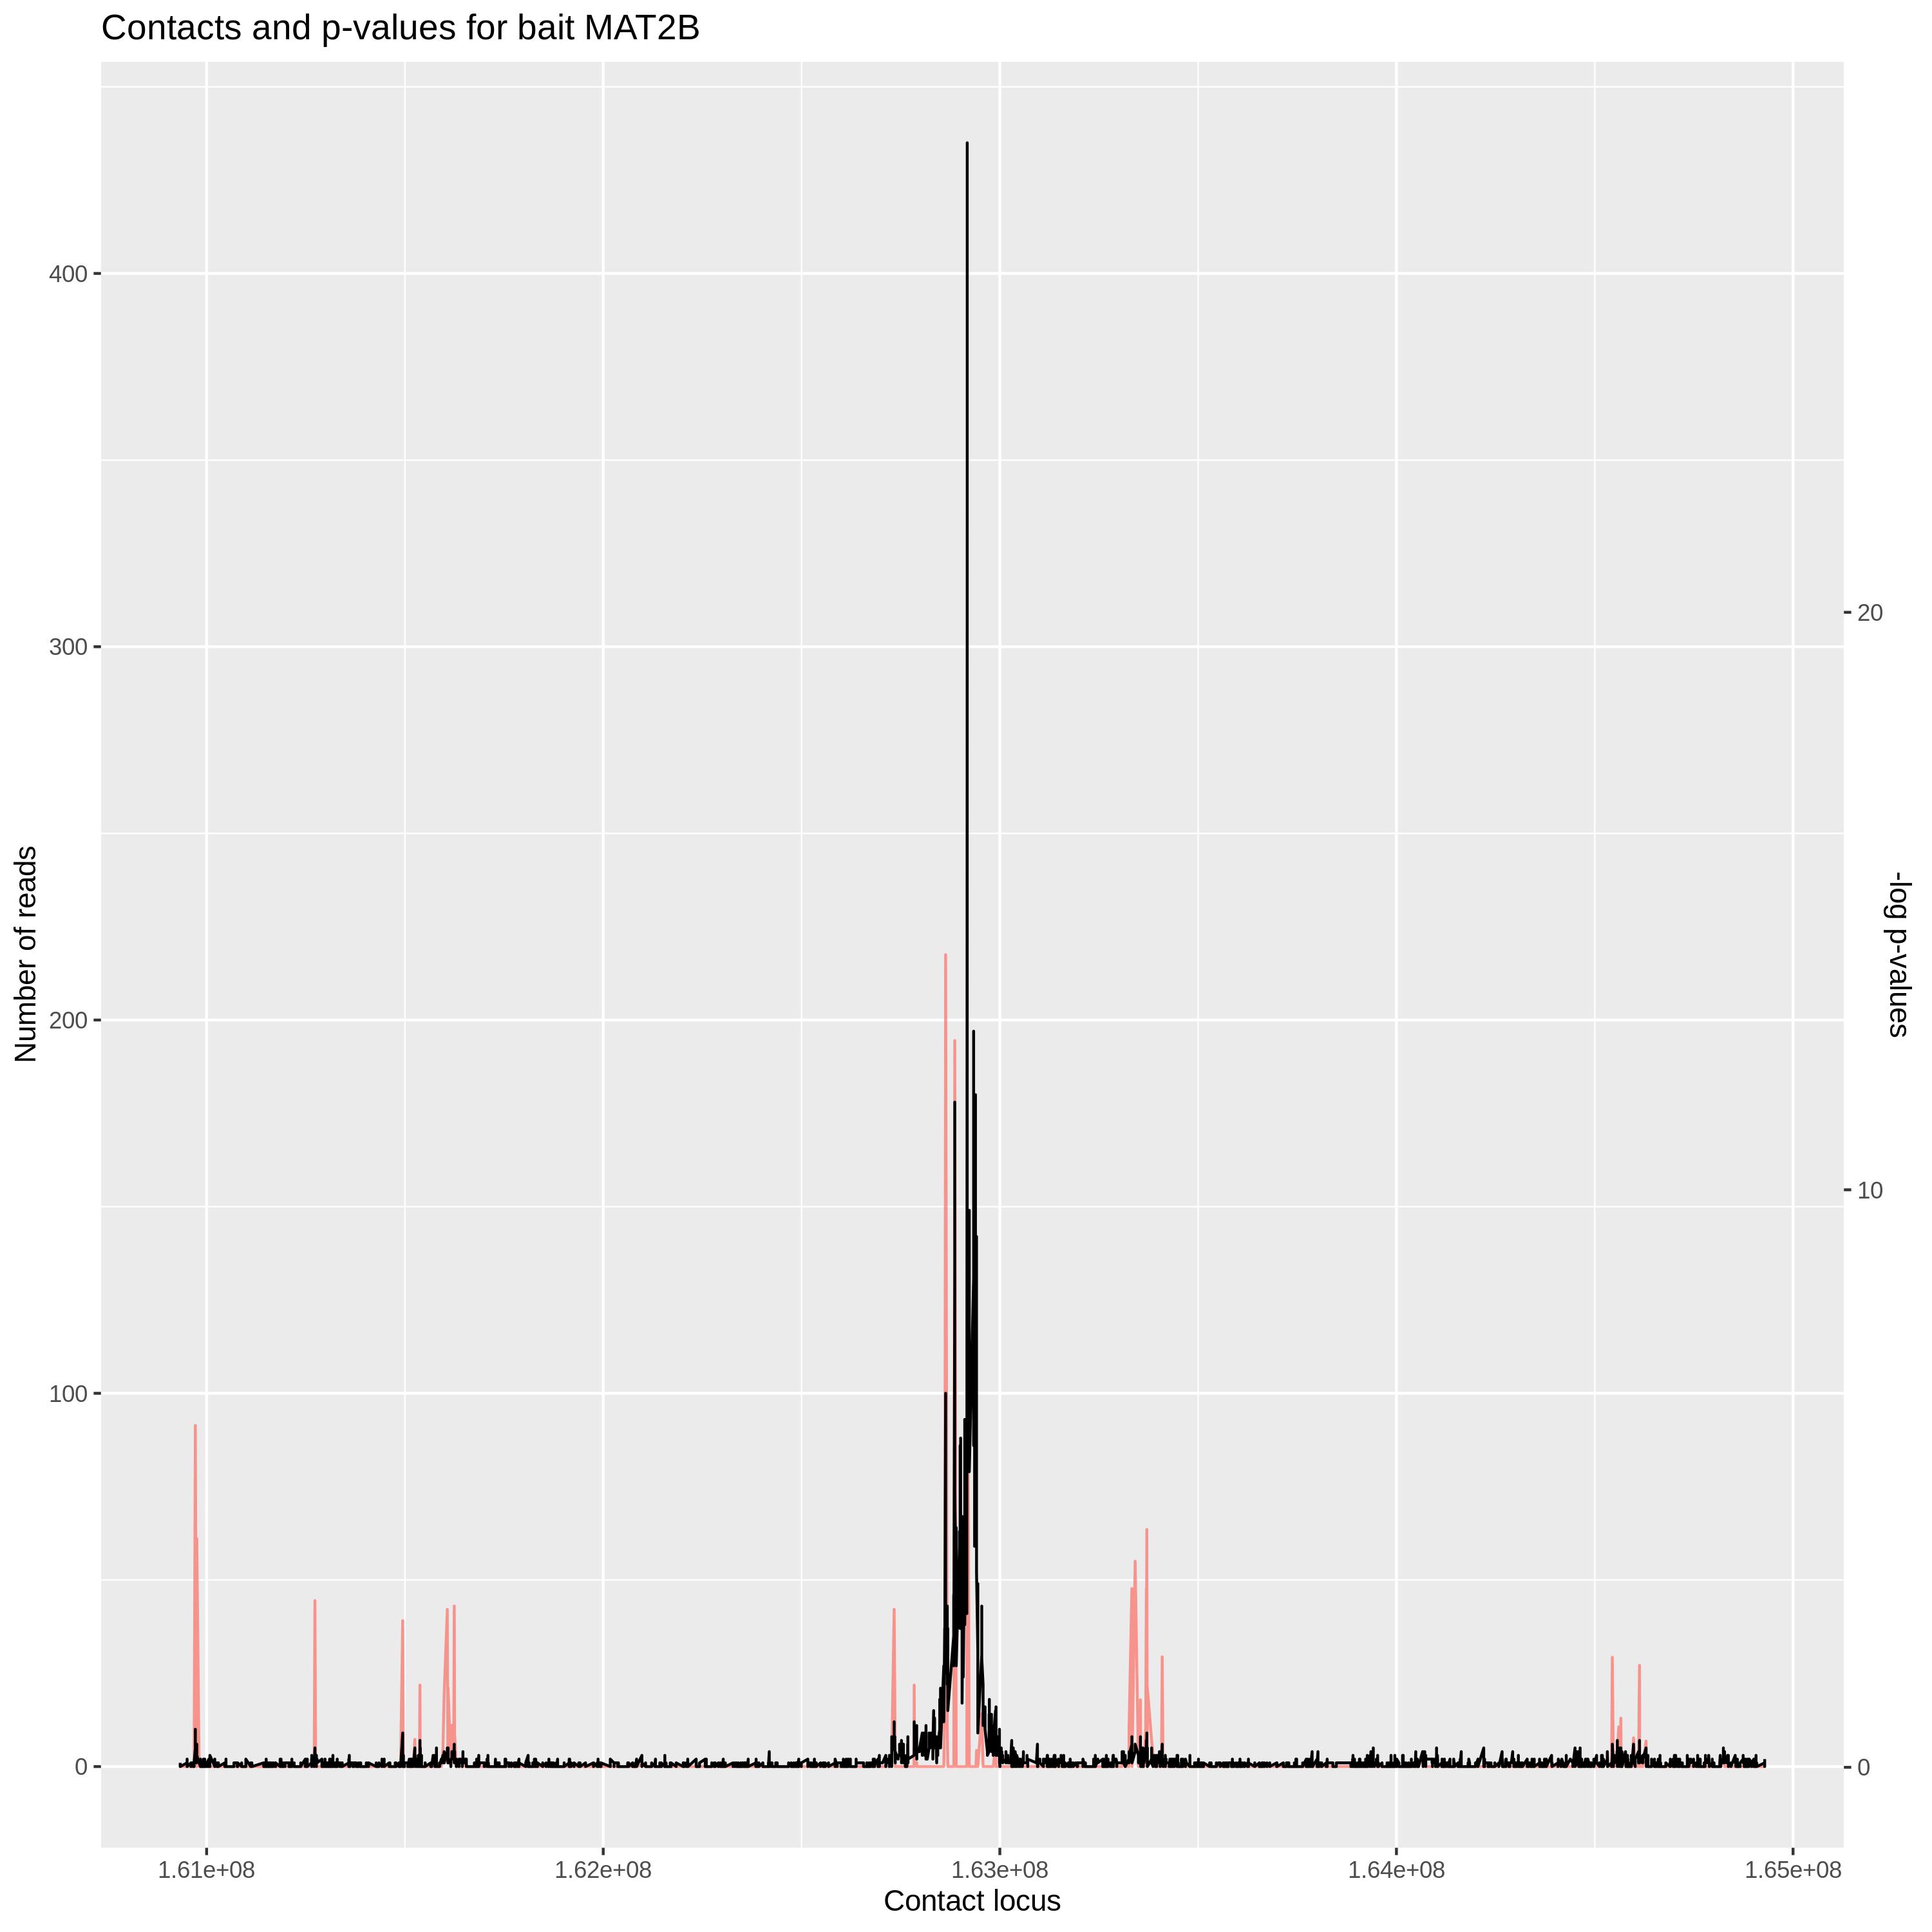 Contacts and p-values for bait MAT2B
400
300
200
100
0
Number of reads
20
10
0
-log p-values
1.61e+08
1.62e+08
1.63e+08
1.64e+08
1.65e+08
Contact locus